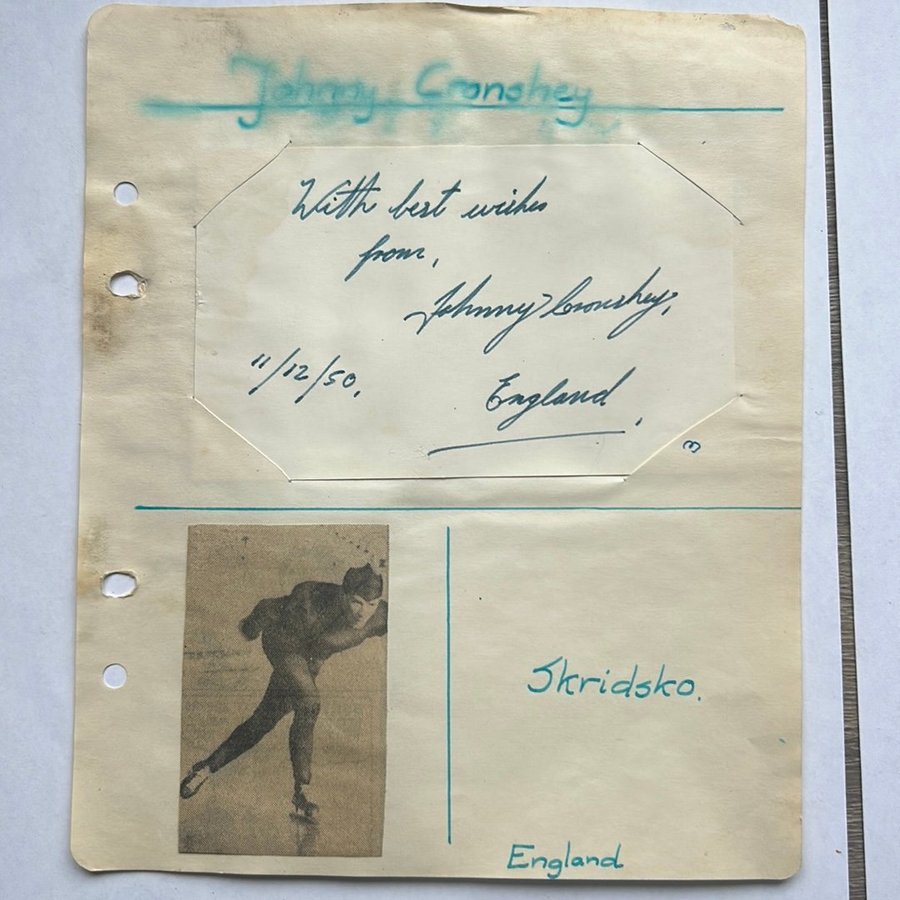 Johnny Cronshey
With best wishes
from,
Johnny Cronshey,
11/12/50.
England.
Skridsko.
England